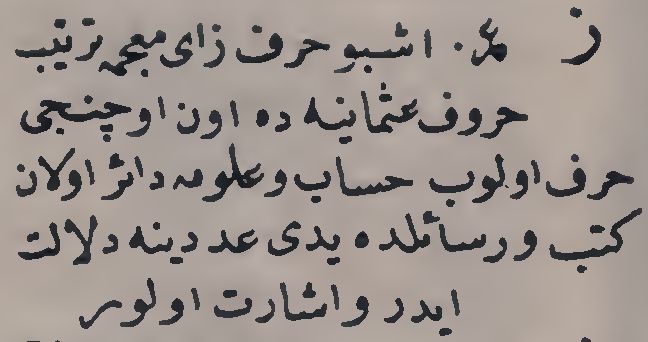 ز عر. اشبو حرف زای معجمه ترتیب
حروف عثمانیه ده اون اوچنجی
حرف اولوب حساب وعلومه دائر اولان
کتب ورسائلده یدی عددینه دلالت
ایدر واشارت اولور